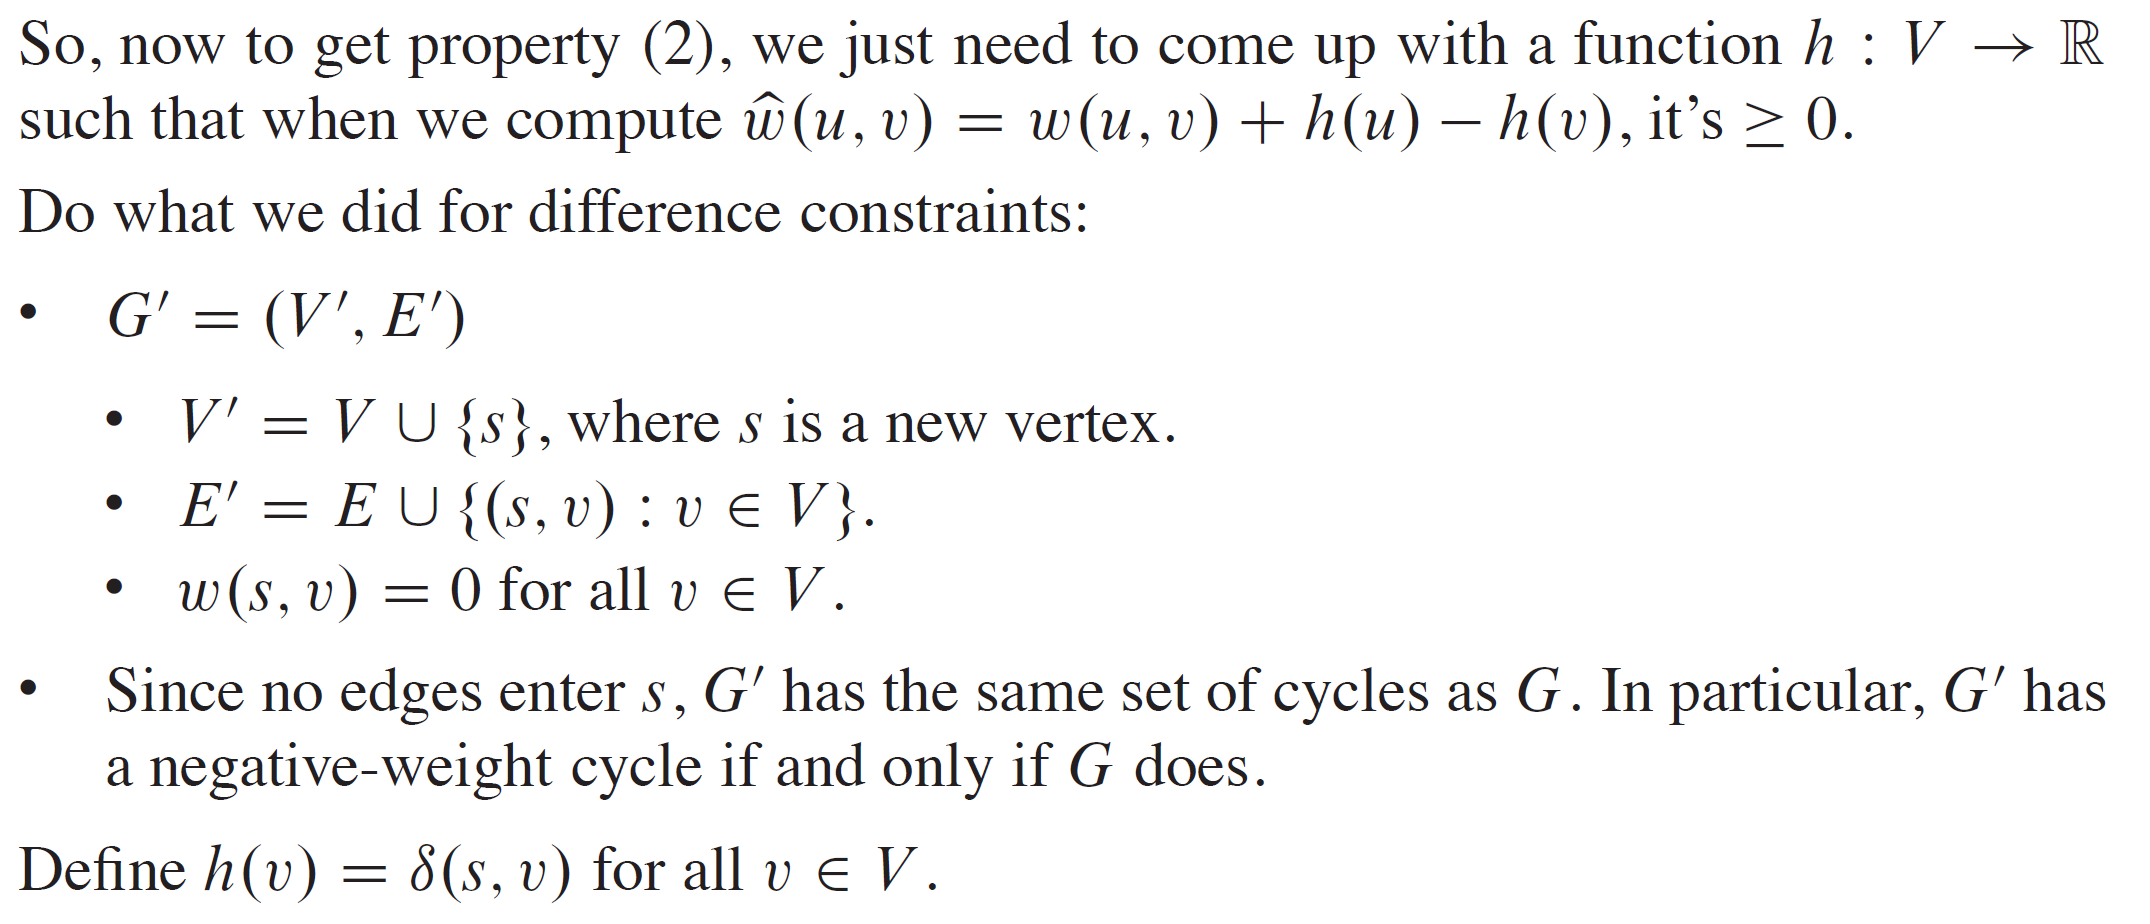 So, now to get property (2), we just need to come up with a function h : V → ℝ
such that when we compute ŵ(u, v) = w(u, v) + h(u) − h(v), it's ≥ 0.
Do what we did for difference constraints:
• G′ = (V′, E′)
• V′ = V ∪ {s}, where s is a new vertex.
• E′ = E ∪ {(s, v) : v ∈ V}.
• w(s, v) = 0 for all v ∈ V.
• Since no edges enter s, G′ has the same set of cycles as G. In particular, G′ has
a negative-weight cycle if and only if G does.
Define h(v) = δ(s, v) for all v ∈ V.